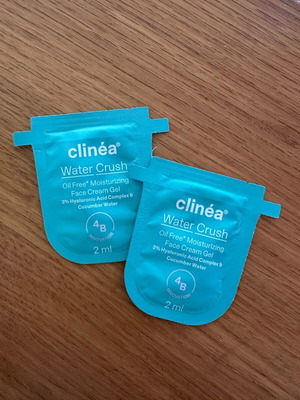 clinéa®
Water Crush
Oil Free* Moisturizing
Face Cream Gel
3% Hyaluronic Acid Complex &
Cucumber Water
4B
2 ml
clinéa®
Water Crush
Oil Free* Moisturizing
Face Cream Gel
3% Hyaluronic Acid Complex &
Cucumber Water
4B
2 ml